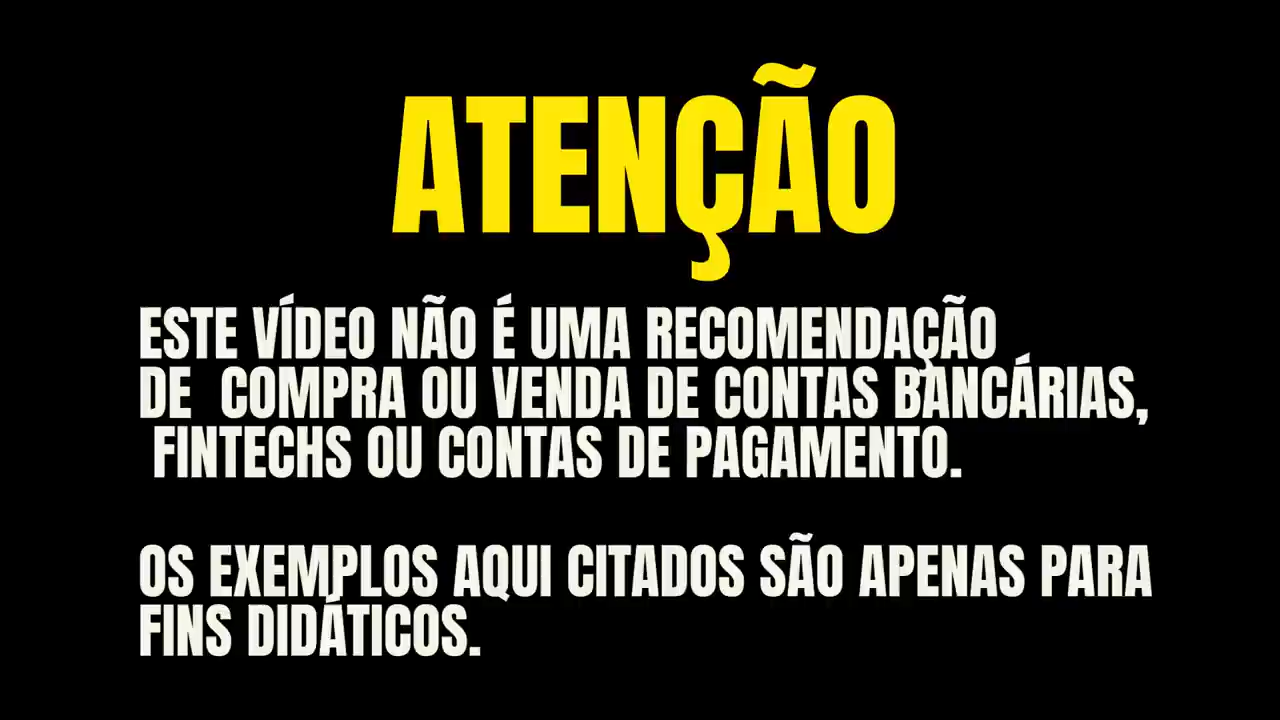 ATENÇÃO
ESTE VÍDEO NÃO É UMA RECOMENDAÇÃO
DE COMPRA OU VENDA DE CONTAS BANCÁRIAS,
FINTECHS OU CONTAS DE PAGAMENTO.
OS EXEMPLOS AQUI CITADOS SÃO APENAS PARA
FINS DIDÁTICOS.